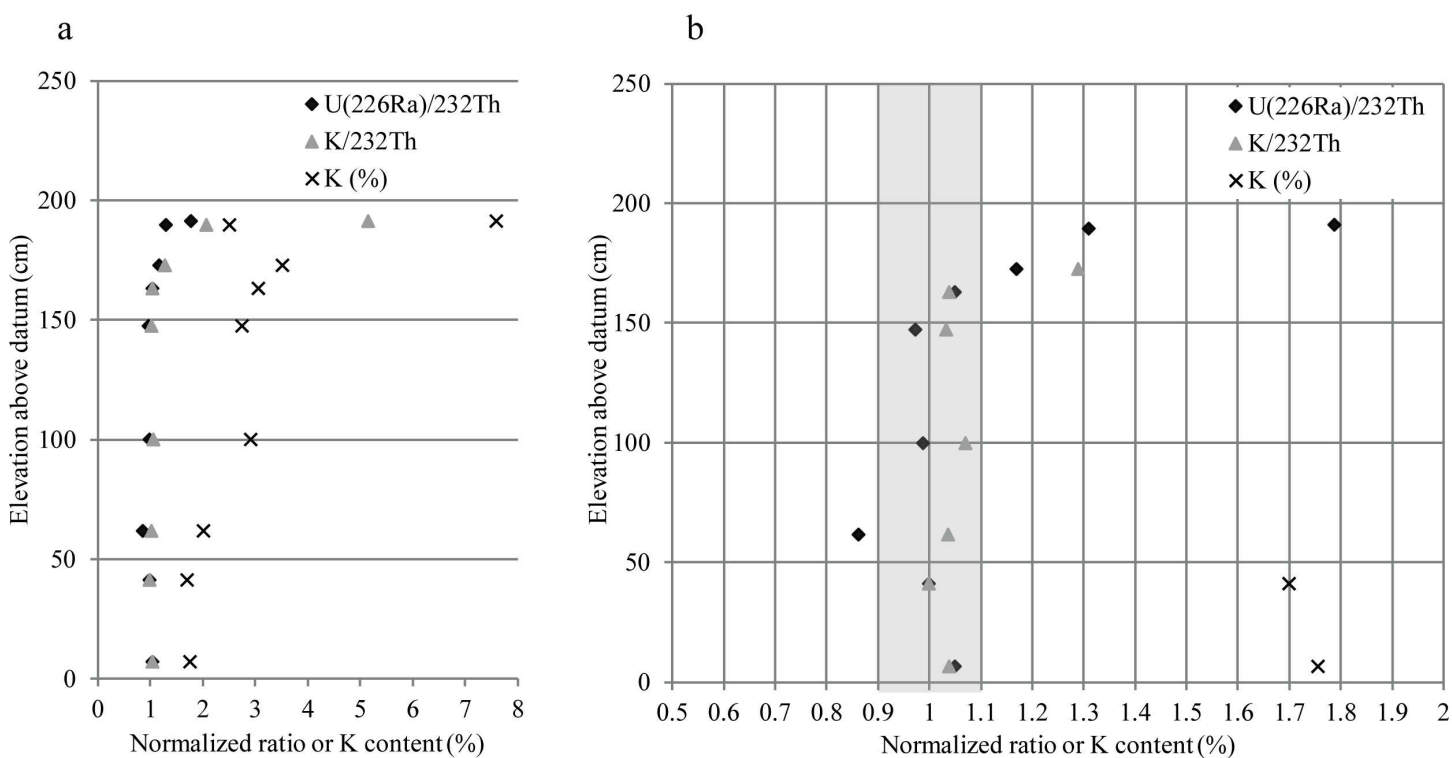 a
250
200
150
100
50
0
Elevation above datum (cm)
U(226Ra)/232Th
K/232Th
K (%)
0 1 2 3 4 5 6 7 8
Normalized ratio or K content (%)
b
250
200
150
100
50
0
Elevation above datum (cm)
U(226Ra)/232Th
K/232Th
K (%)
0.5 0.6 0.7 0.8 0.9 1 1.1 1.2 1.3 1.4 1.5 1.6 1.7 1.8 1.9 2
Normalized ratio or K content (%)